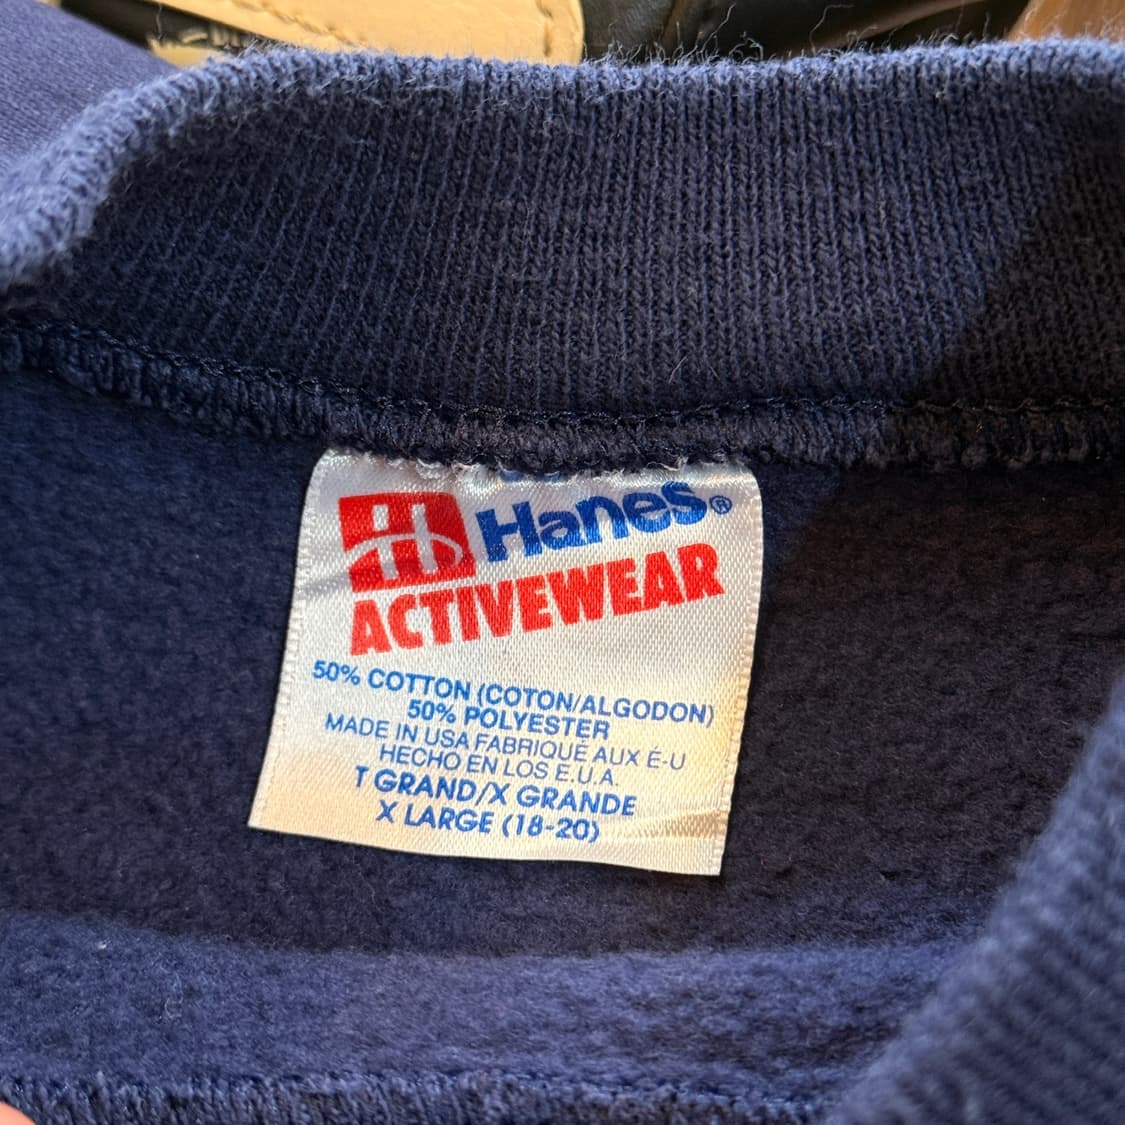 H Hanes®
ACTIVEWEAR
50% COTTON (COTON/ALGODON)
50% POLYESTER
MADE IN USA FABRIQUÉ AUX É-U
HECHO EN LOS E.U.A.
T GRAND/X GRANDE
X LARGE (18-20)